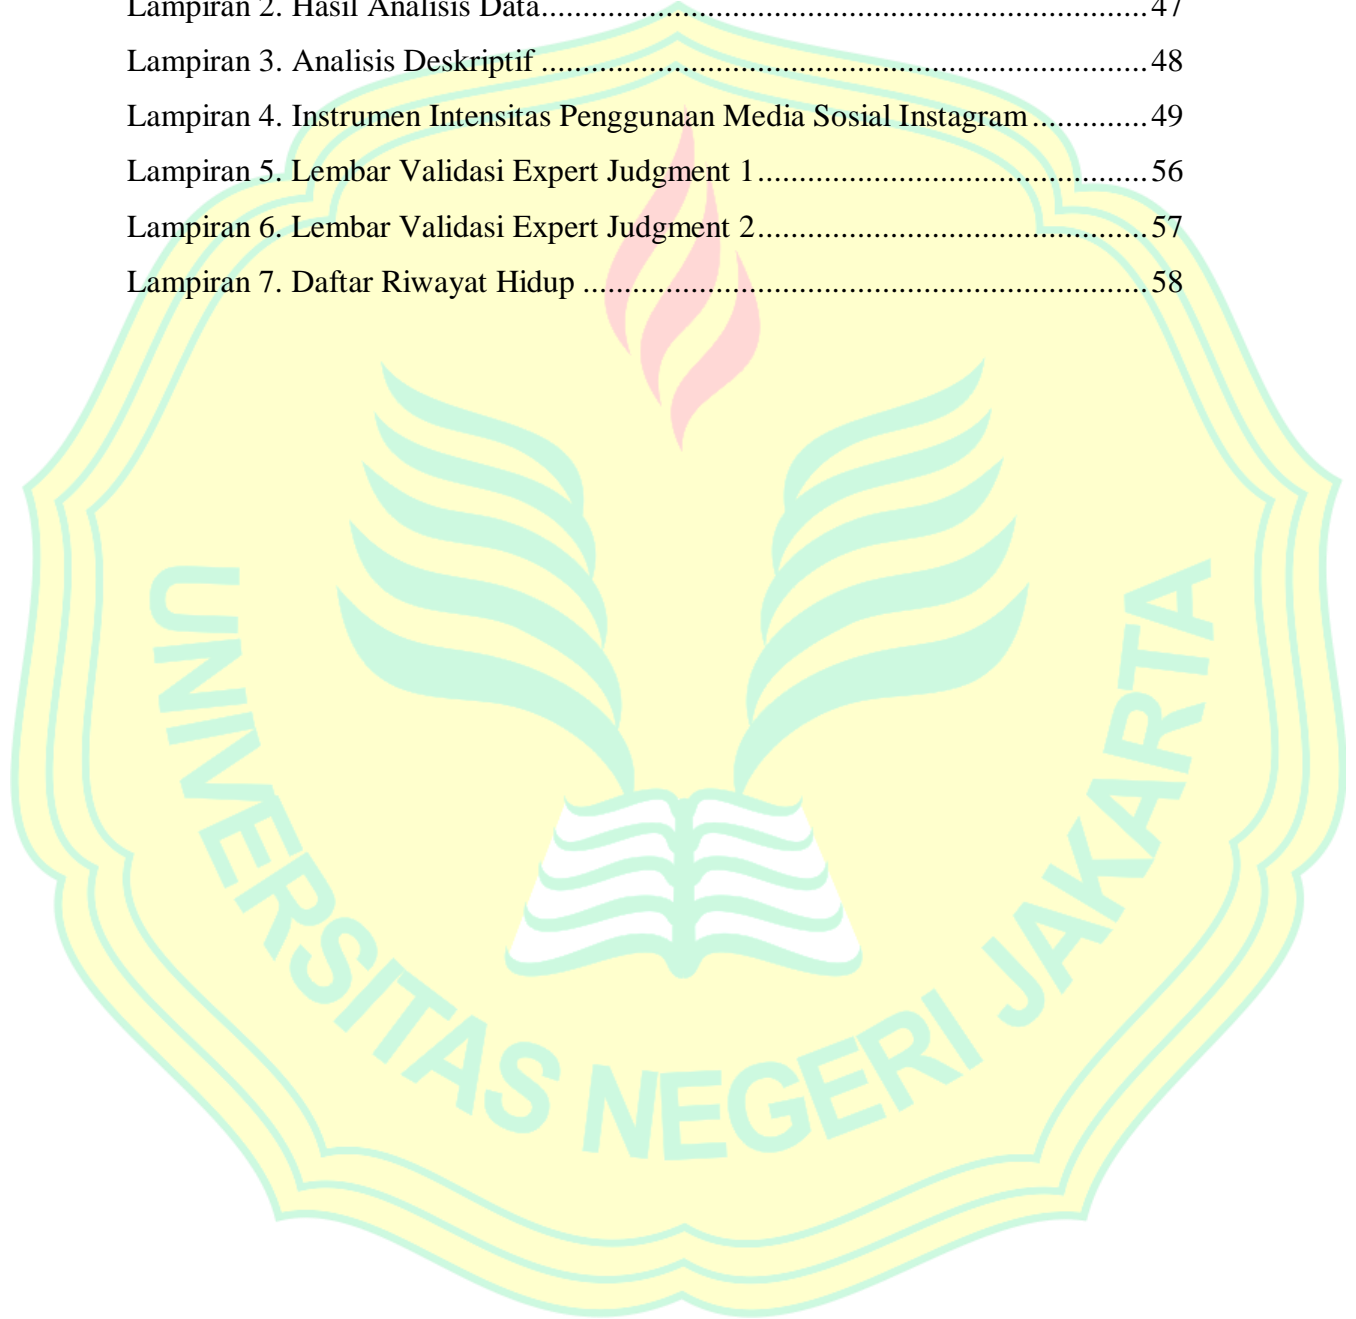 Lampiran 2. Hasil Analisis Data.......................................................................... 47
Lampiran 3. Analisis Deskriptif .......................................................................... 48
Lampiran 4. Instrumen Intensitas Penggunaan Media Sosial Instagram .............. 49
Lampiran 5. Lembar Validasi Expert Judgment 1............................................... 56
Lampiran 6. Lembar Validasi Expert Judgment 2............................................... 57
Lampiran 7. Daftar Riwayat Hidup .................................................................... 58
UNIVERSITAS NEGERI JAKARTA